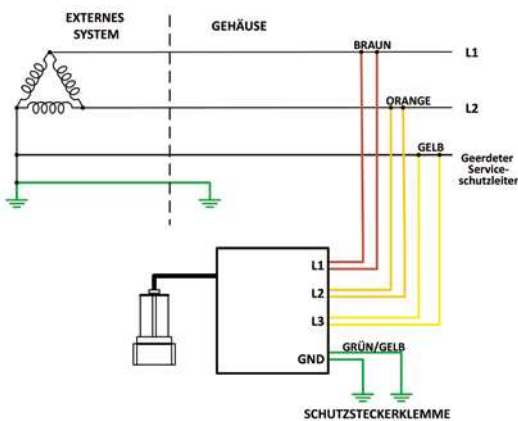 EXTERNES
SYSTEM
GEHÄUSE
BRAUN
L1
ORANGE
L2
GELB
Geerdeter
Service-
schutzleiter
L1
L2
L3
GND
GRÜN/GELB
SCHUTZSTECKERKLEMME